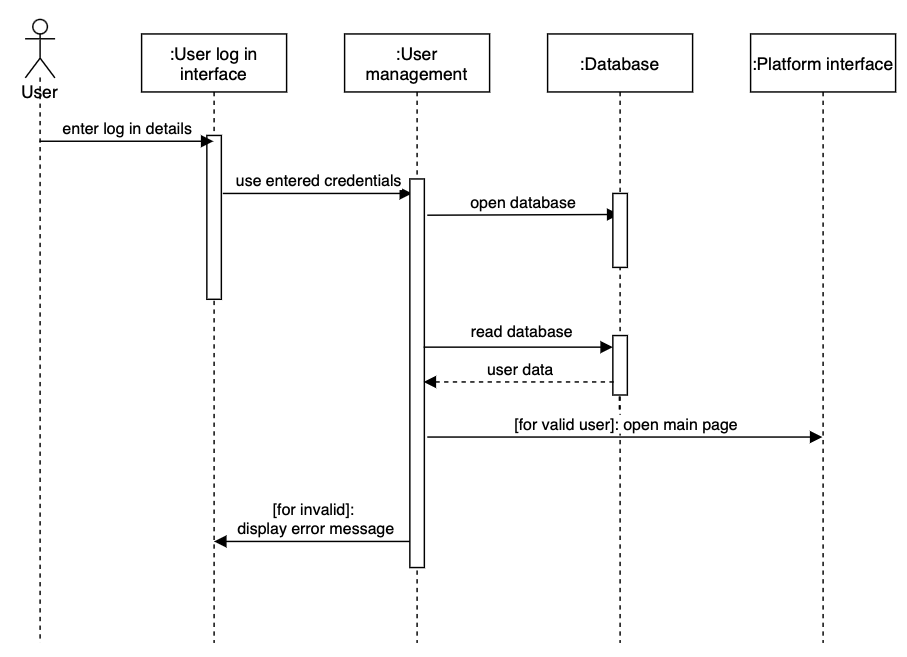 :User log in
interface
:User
management
:Database
:Platform interface
User
enter log in details
use entered credentials
open database
read database
user data
[for valid user]: open main page
[for invalid]:
display error message